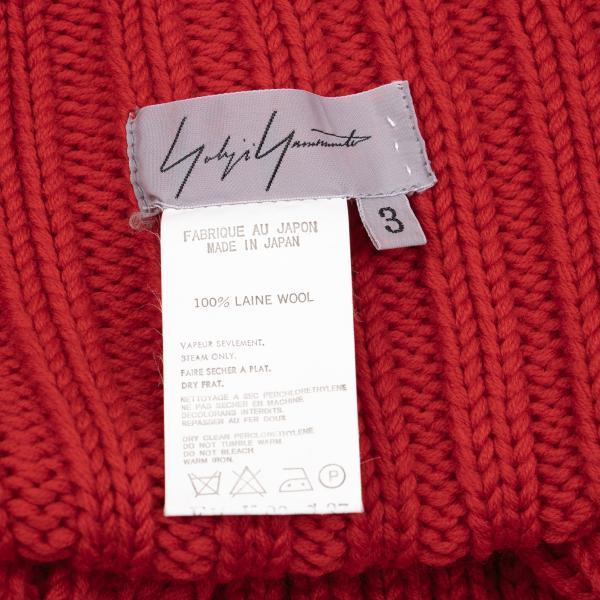 Yohji Yamamoto
3
FABRIQUE AU JAPON
MADE IN JAPAN
100% LAINE WOOL
VAPEUR SEVLEMENT.
STEAM ONLY.
FAIRE SECHER A PLAT.
DRY FRAT.
NETTOYAGE A SEC PERCHLORETHYLENE
NE PAS SECHER EN MACHINE
DECOLORANS INTERDITS.
REPASSER AU FER DOUX.
DRY CLEAN PERCLORETHYLENE.
DO NOT TUMBLE WARM.
DO NOT BLEACH
WARM IRON.
P